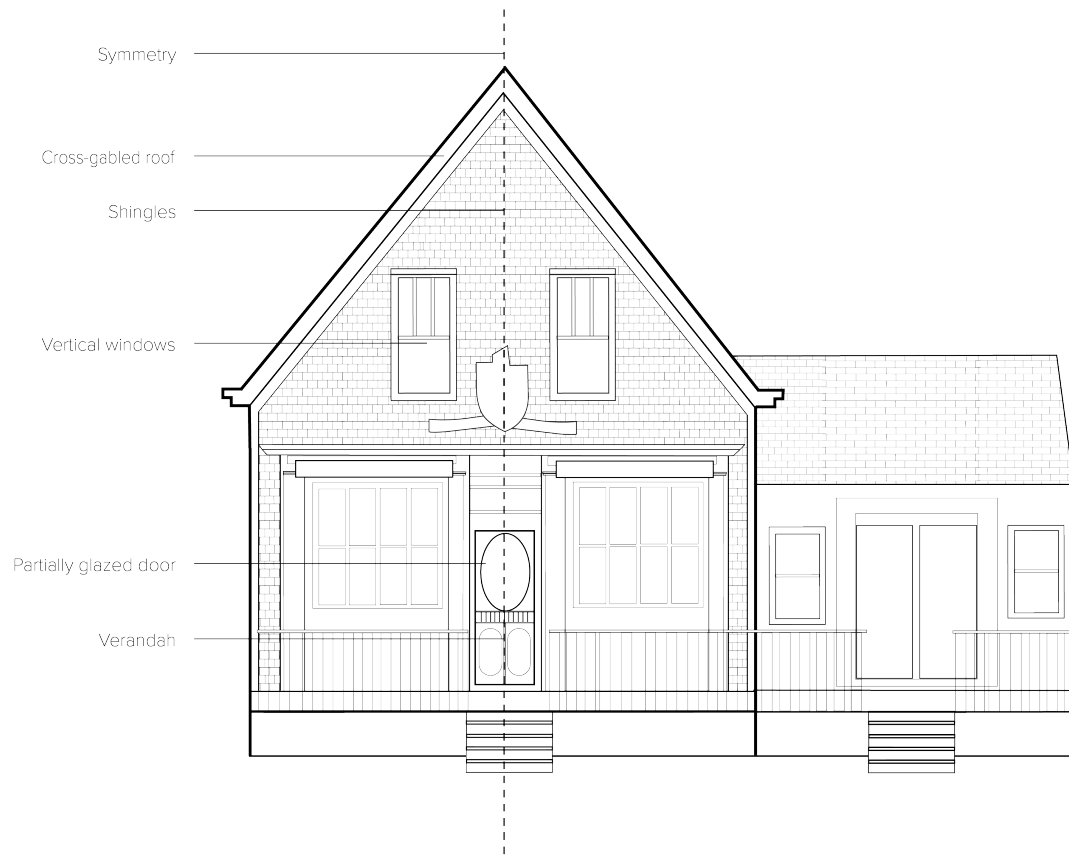 Symmetry
Cross-gabled roof
Shingles
Vertical windows
Partially glazed door
Verandah